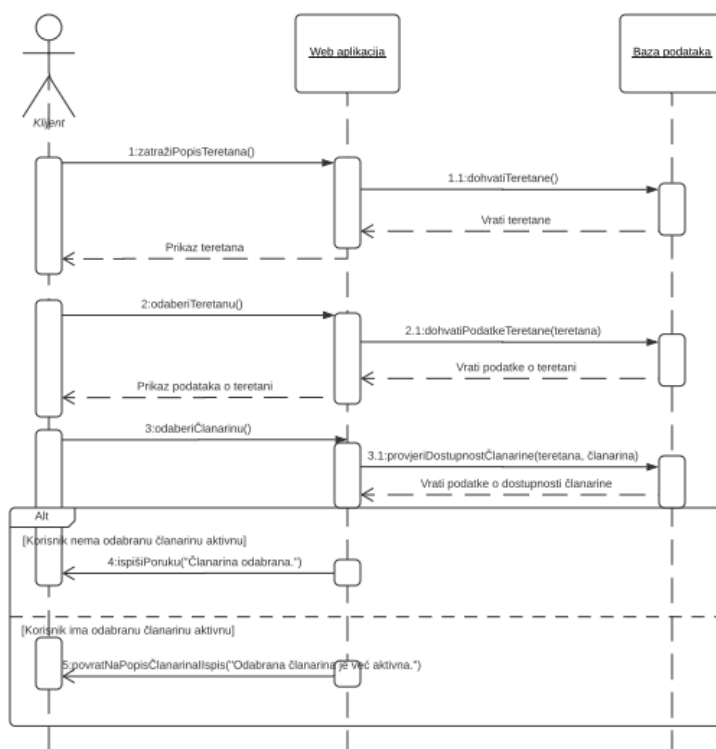 Klijent
Web aplikacija
Baza podataka
1:zatražiPopisTeretana()
1.1:dohvatiTeretane()
Vrati teretane
Prikaz teretana
2:odaberiTeretanu()
2.1:dohvatiPodatkeTeretane(teretana)
Vrati podatke o teretani
Prikaz podataka o teretani
3:odaberiČlanarinu()
3.1:provjeriDostupnostČlanarine(teretana, članarina)
Vrati podatke o dostupnosti članarine
Alt
[Korisnik nema odabranu članarinu aktivnu]
4:ispišiPoruku("Članarina odabrana.")
[Korisnik ima odabranu članarinu aktivnu]
5:povratNaPopisČlanarinaIIspis("Odabrana članarina je već aktivna.")